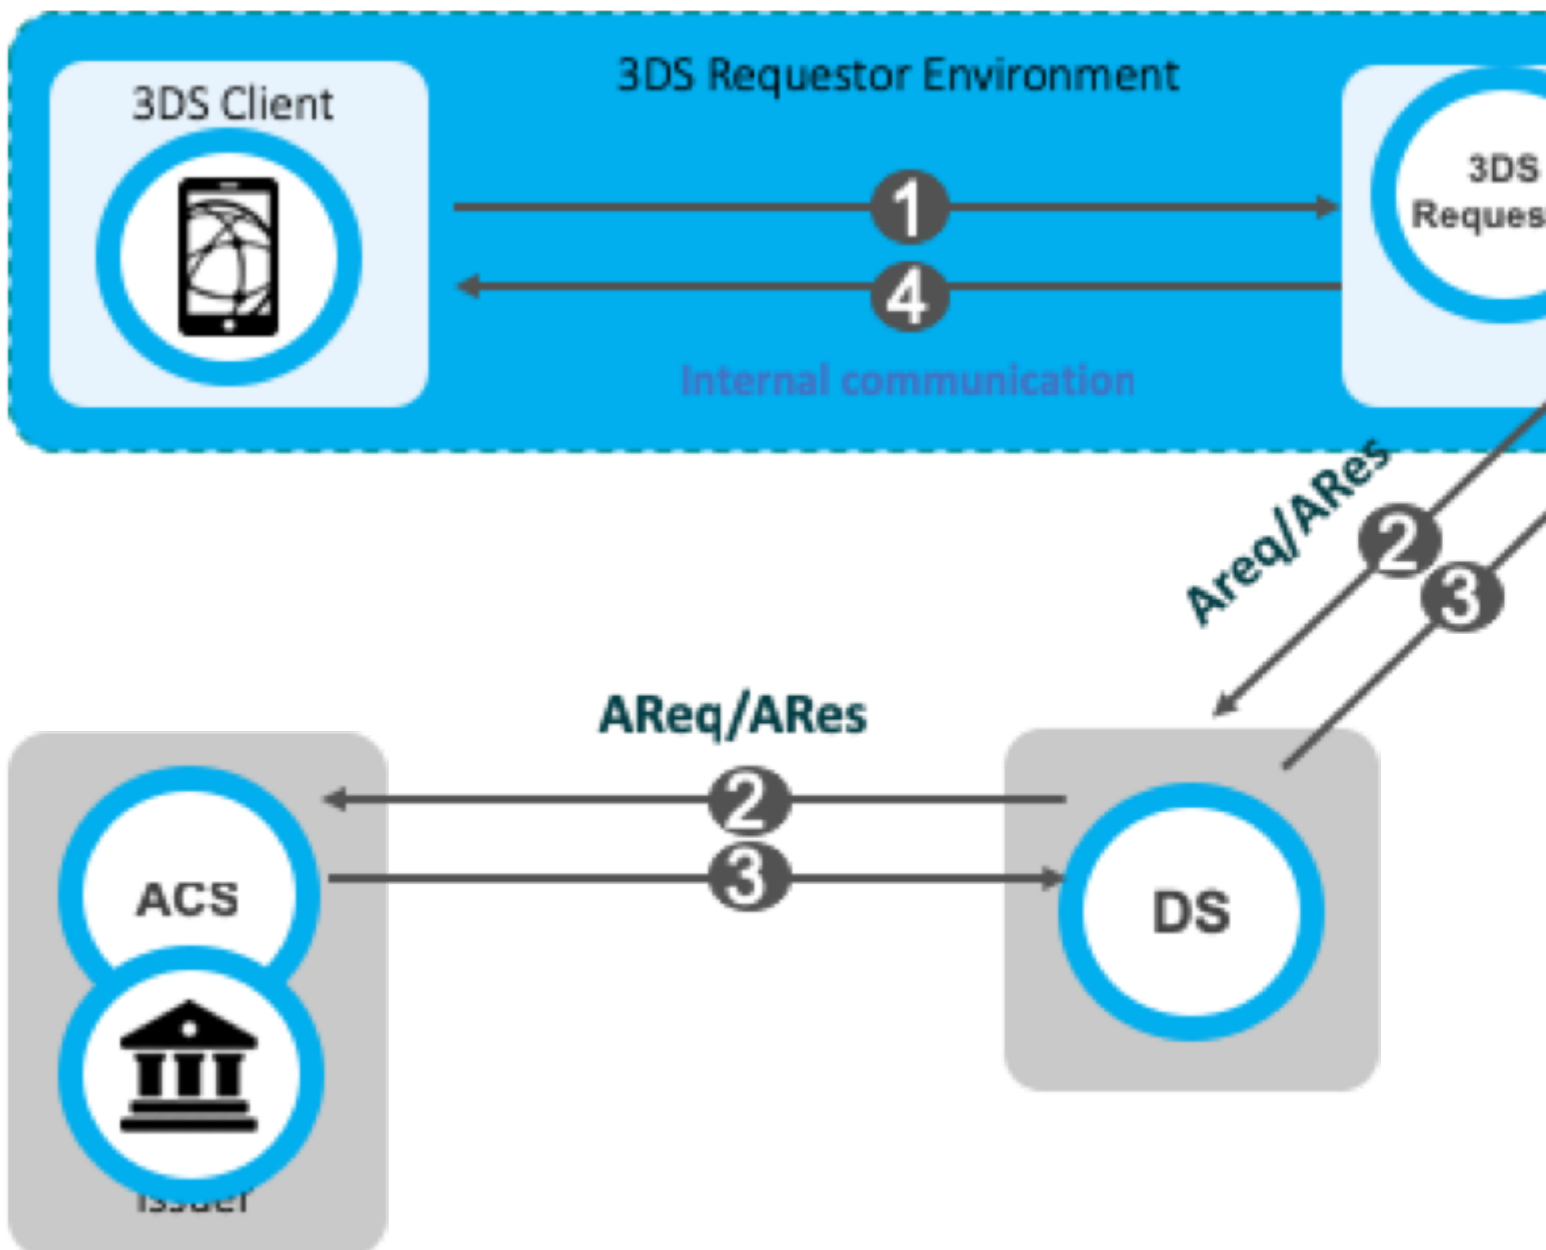 3DS Requestor Environment
3DS Client
3DS
1
4
Internal communication
Areq/ARes
2
3
AReq/ARes
2
3
ACS
DS
Issuer